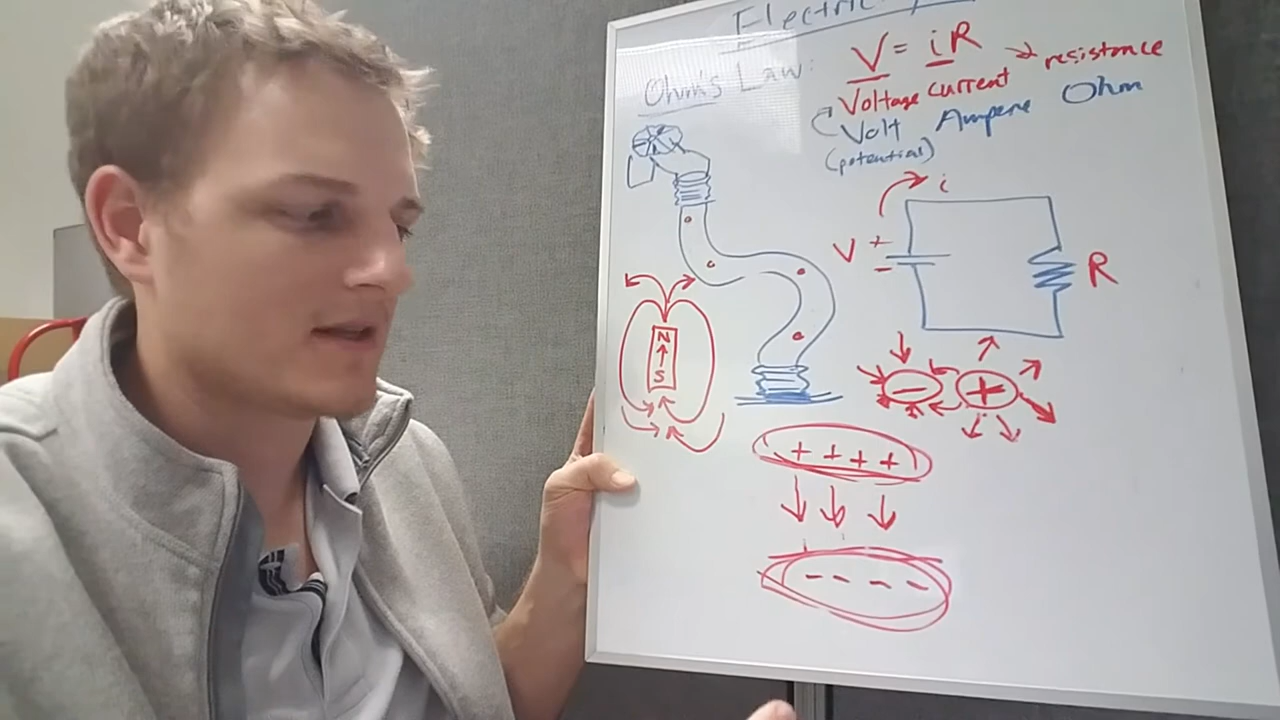 Electric
Ohm's Law: V = iR → resistance
Voltage current
Volt Ampere Ohm
(potential)
i
V + −
R
N
S
− +
+ + + +
− − − −